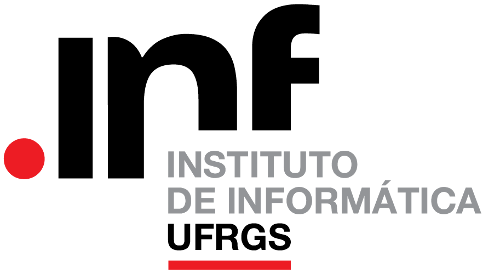 .inf
INSTITUTO
DE INFORMÁTICA
UFRGS